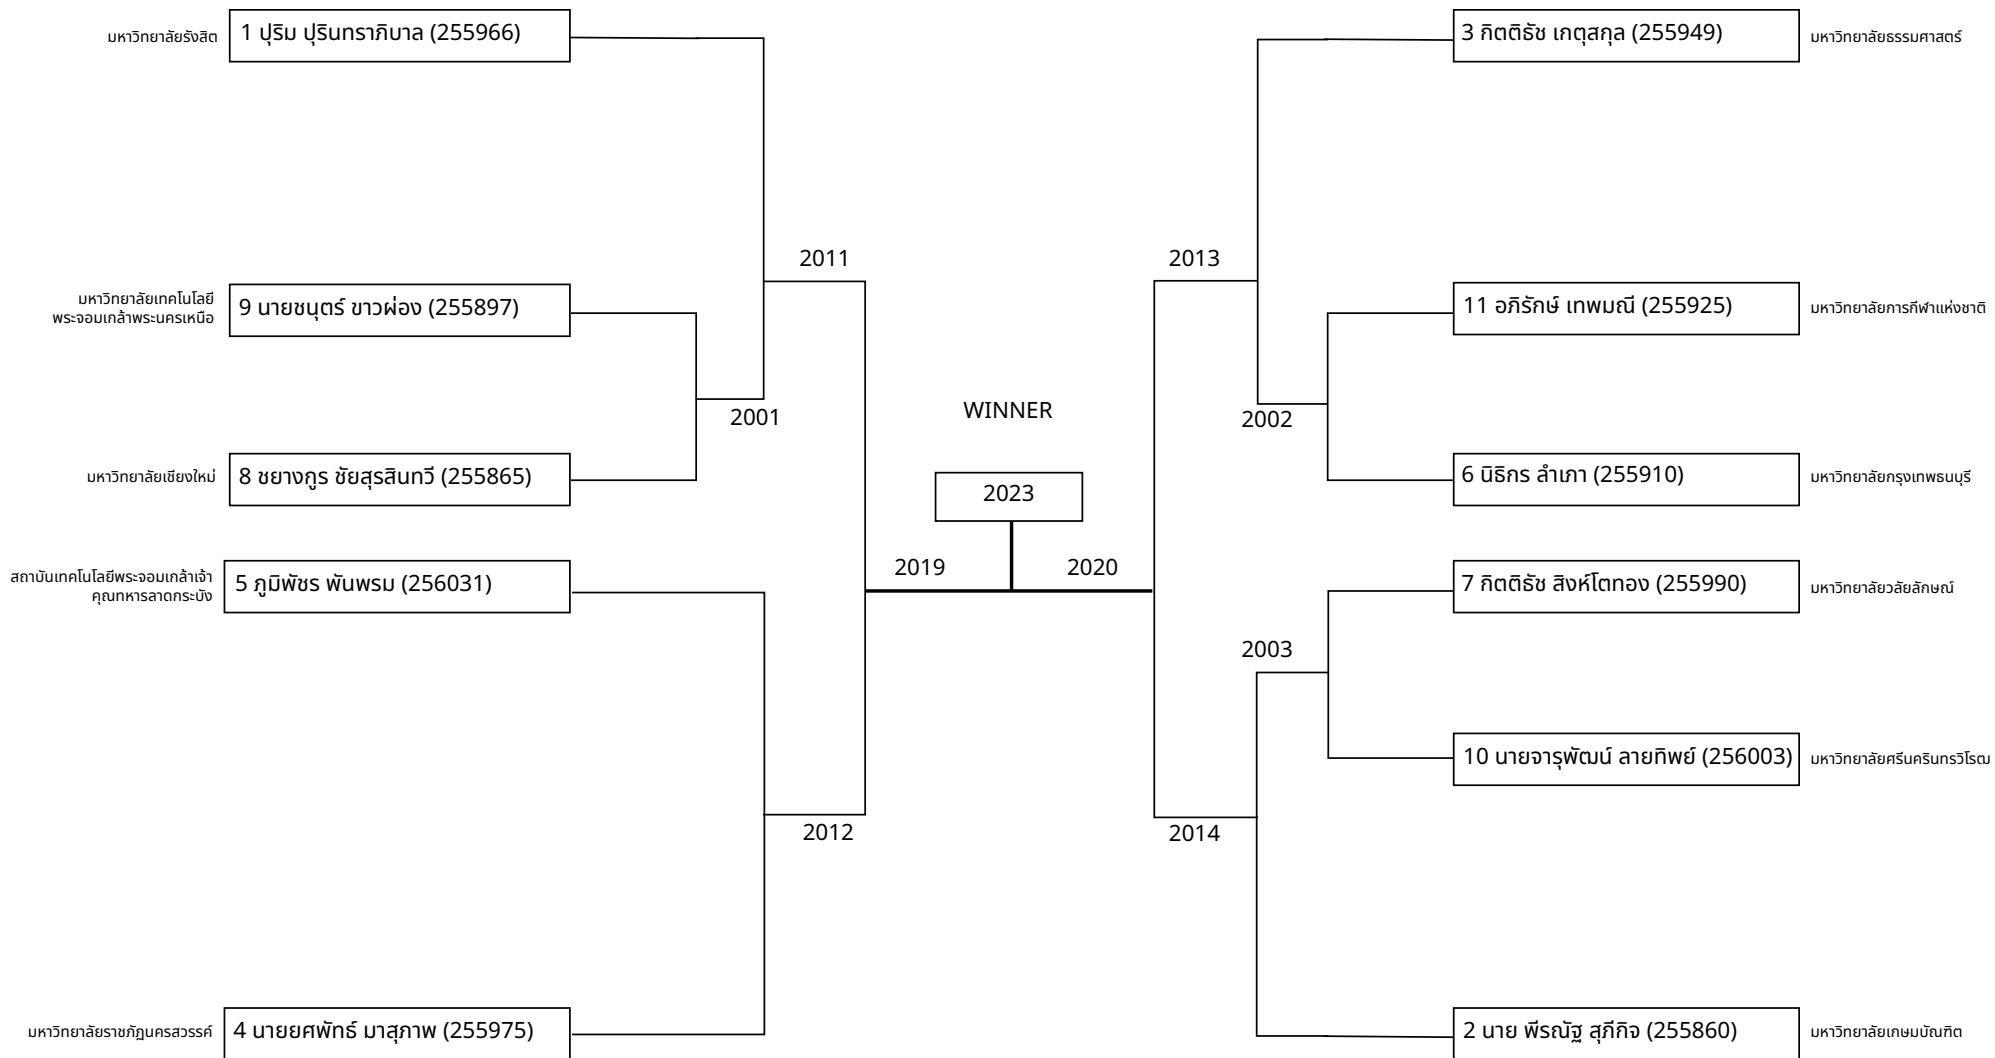 มหาวิทยาลัยรังสิต
1 ปุริม ปุรินทราภิบาล (255966)
3 กิตติธัช เกตุสกุล (255949)
มหาวิทยาลัยธรรมศาสตร์
2011
2013
มหาวิทยาลัยเทคโนโลยี
พระจอมเกล้าพระนครเหนือ
9 นายชนุตร์ ขาวผ่อง (255897)
11 อภิรักษ์ เทพมณี (255925)
มหาวิทยาลัยการกีฬาแห่งชาติ
WINNER
2001
2002
มหาวิทยาลัยเชียงใหม่
8 ชยางกูร ชัยสุรสินทวี (255865)
2023
6 นิธิกร ลำเภา (255910)
มหาวิทยาลัยกรุงเทพธนบุรี
สถาบันเทคโนโลยีพระจอมเกล้าเจ้า
คุณทหารลาดกระบัง
5 ภูมิพัชร พันพรม (256031)
2019
2020
7 กิตติธัช สิงห์โตทอง (255990)
มหาวิทยาลัยวลัยลักษณ์
2003
10 นายจารุพัฒน์ ลายทิพย์ (256003)
มหาวิทยาลัยศรีนครินทรวิโรฒ
2012
2014
มหาวิทยาลัยราชภัฏนครสวรรค์
4 นายยศพัทธ์ มาสุภาพ (255975)
2 นาย พีรณัฐ สุภีกิจ (255860)
มหาวิทยาลัยเกษมบัณฑิต